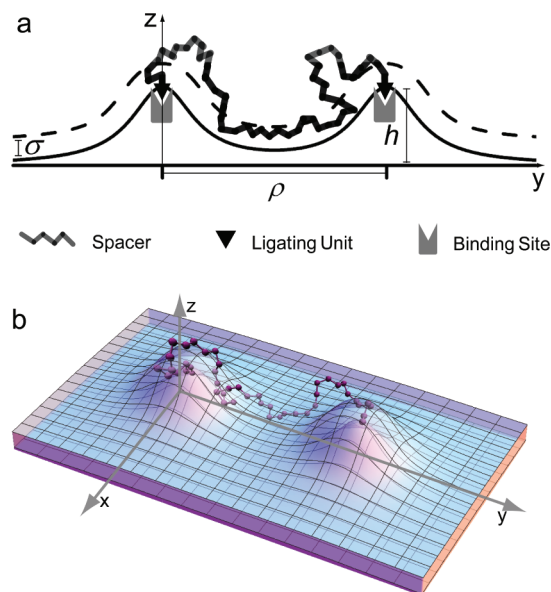 a
z
σ
h
ρ
y
Spacer
Ligating Unit
Binding Site
b
z
x
y